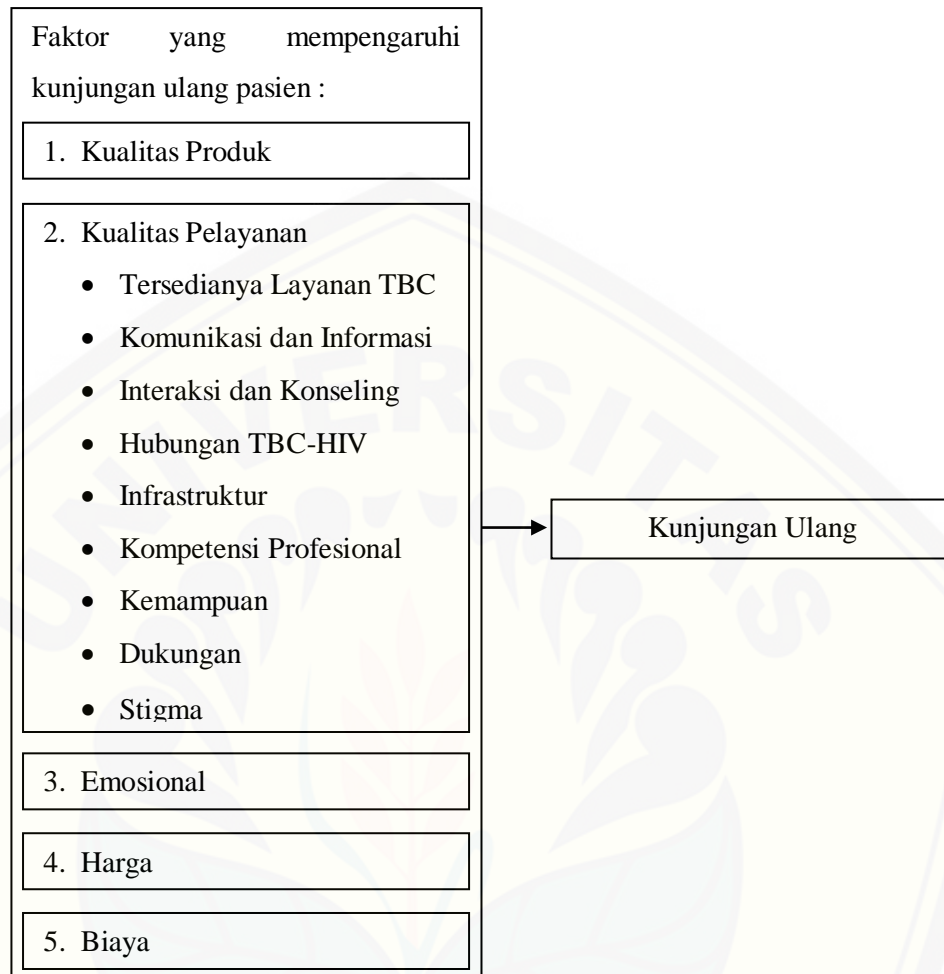 Faktor yang mempengaruhi
kunjungan ulang pasien :
1. Kualitas Produk
2. Kualitas Pelayanan
• Tersedianya Layanan TBC
• Komunikasi dan Informasi
• Interaksi dan Konseling
• Hubungan TBC-HIV
• Infrastruktur
• Kompetensi Profesional
• Kemampuan
• Dukungan
• Stigma
3. Emosional
4. Harga
5. Biaya
Kunjungan Ulang
UNIVERSITAS